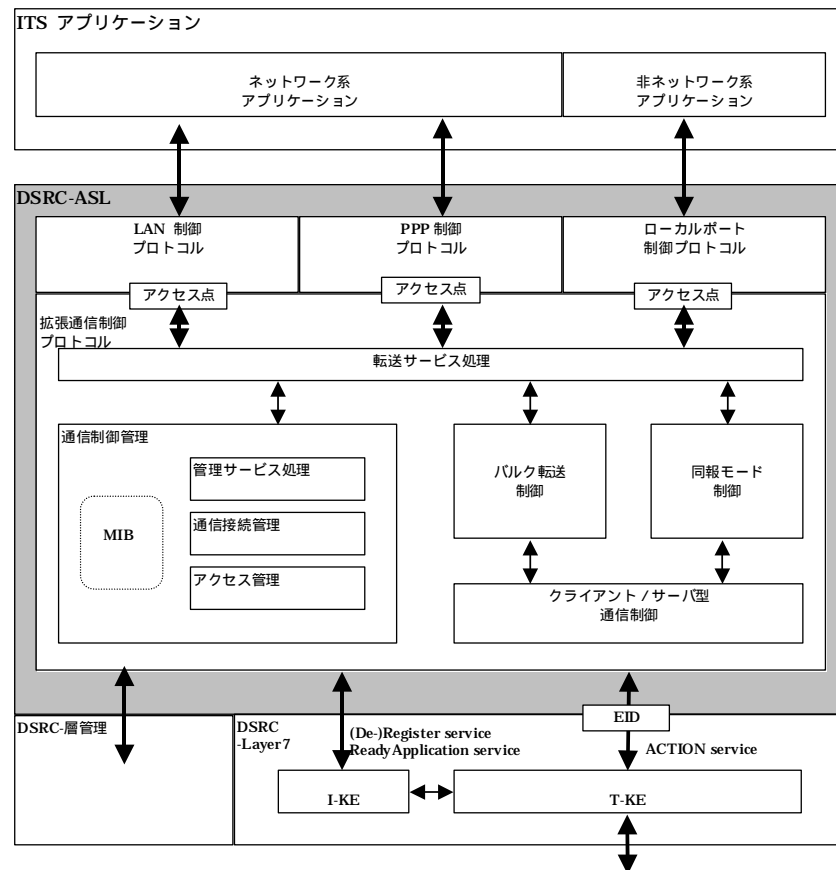 ITS アプリケーション
ネットワーク系
アプリケーション
非ネットワーク系
アプリケーション
DSRC-ASL
LAN 制御
プロトコル
PPP 制御
プロトコル
ローカルポート
制御プロトコル
アクセス点
アクセス点
アクセス点
拡張通信制御
プロトコル
転送サービス処理
通信制御管理
管理サービス処理
MIB
通信接続管理
アクセス管理
バルク転送
制御
同報モード
制御
クライアント / サーバ型
通信制御
DSRC-層管理
DSRC
-Layer7
(De-)Register service
ReadyApplication service
EID
ACTION service
I-KE
T-KE